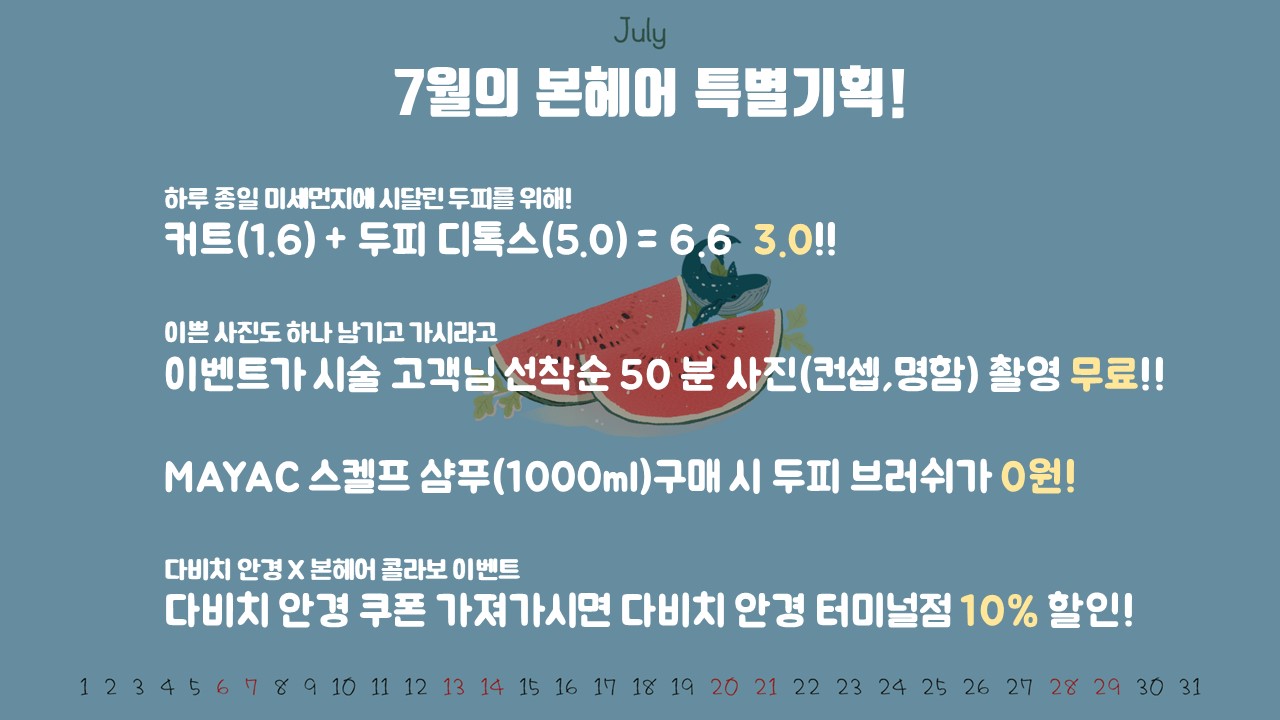 July
7월의 본헤어 특별기획!
하루 종일 미세먼지에 시달린 두피를 위해!
커트(1.6) + 두피 디톡스(5.0) = 6.6 3.0!!
이쁜 사진도 하나 남기고 가시라고
이벤트가 시술 고객님 선착순 50 분 사진(컨셉,명함) 촬영 무료!!
MAYAC 스켈프 샴푸(1000ml)구매 시 두피 브러쉬가 0원!
다비치 안경 X 본헤어 콜라보 이벤트
다비치 안경 쿠폰 가져가시면 다비치 안경 터미널점 10% 할인!
1 2 3 4 5 6 7 8 9 10 11 12 13 14 15 16 17 18 19 20 21 22 23 24 25 26 27 28 29 30 31